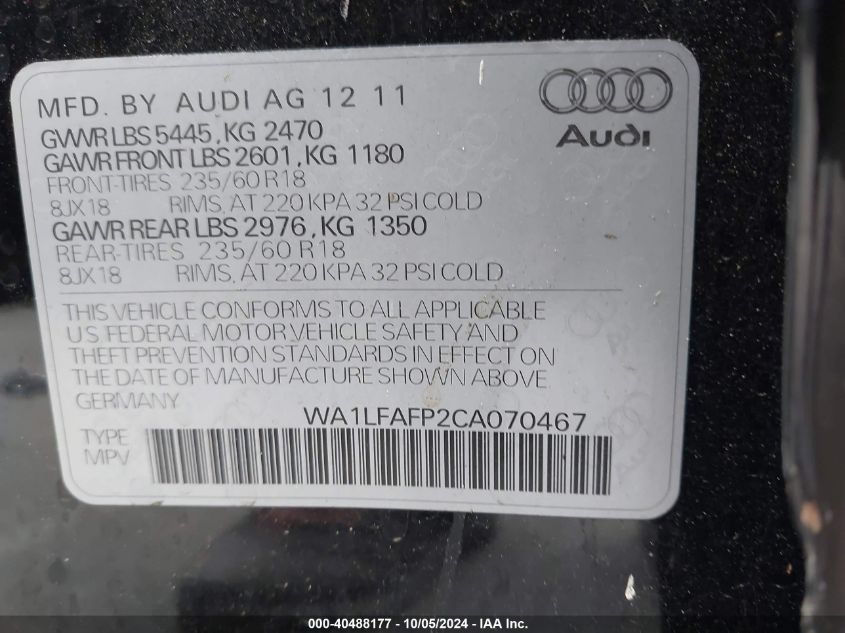 MFD. BY AUDI AG 12 11
Audi
GVWR LBS 5445, KG 2470
GAWR FRONT LBS 2601, KG 1180
FRONT-TIRES 235/60 R18
8JX18 RIMS, AT 220 KPA 32 PSI COLD
GAWR REAR LBS 2976, KG 1350
REAR-TIRES 235/60 R18
8JX18 RIMS, AT 220 KPA 32 PSI COLD
THIS VEHICLE CONFORMS TO ALL APPLICABLE
U.S. FEDERAL MOTOR VEHICLE SAFETY AND
THEFT PREVENTION STANDARDS IN EFFECT ON
THE DATE OF MANUFACTURE SHOWN ABOVE
GERMANY
WA1LFAFP2CA070467
TYPE
MPV
000-40488177 - 10/05/2024 - IAA Inc.